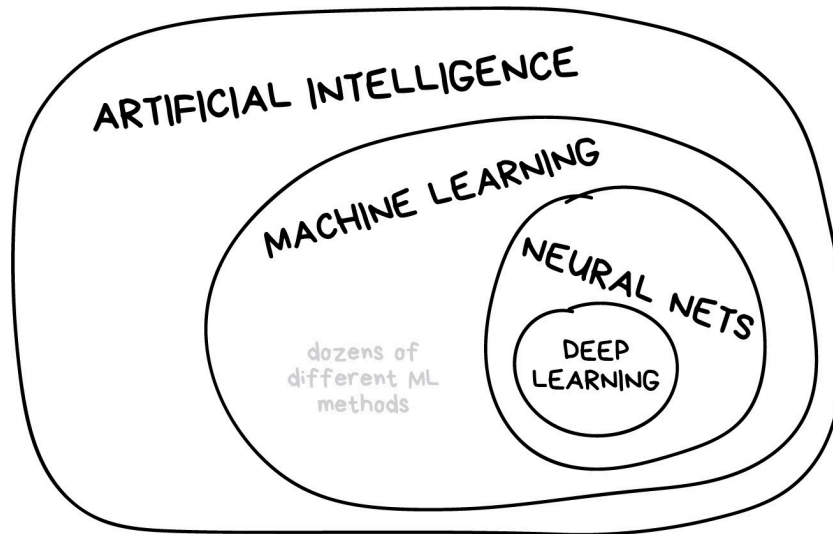 ARTIFICIAL INTELLIGENCE
MACHINE LEARNING
NEURAL NETS
DEEP
LEARNING
dozens of
different ML
methods